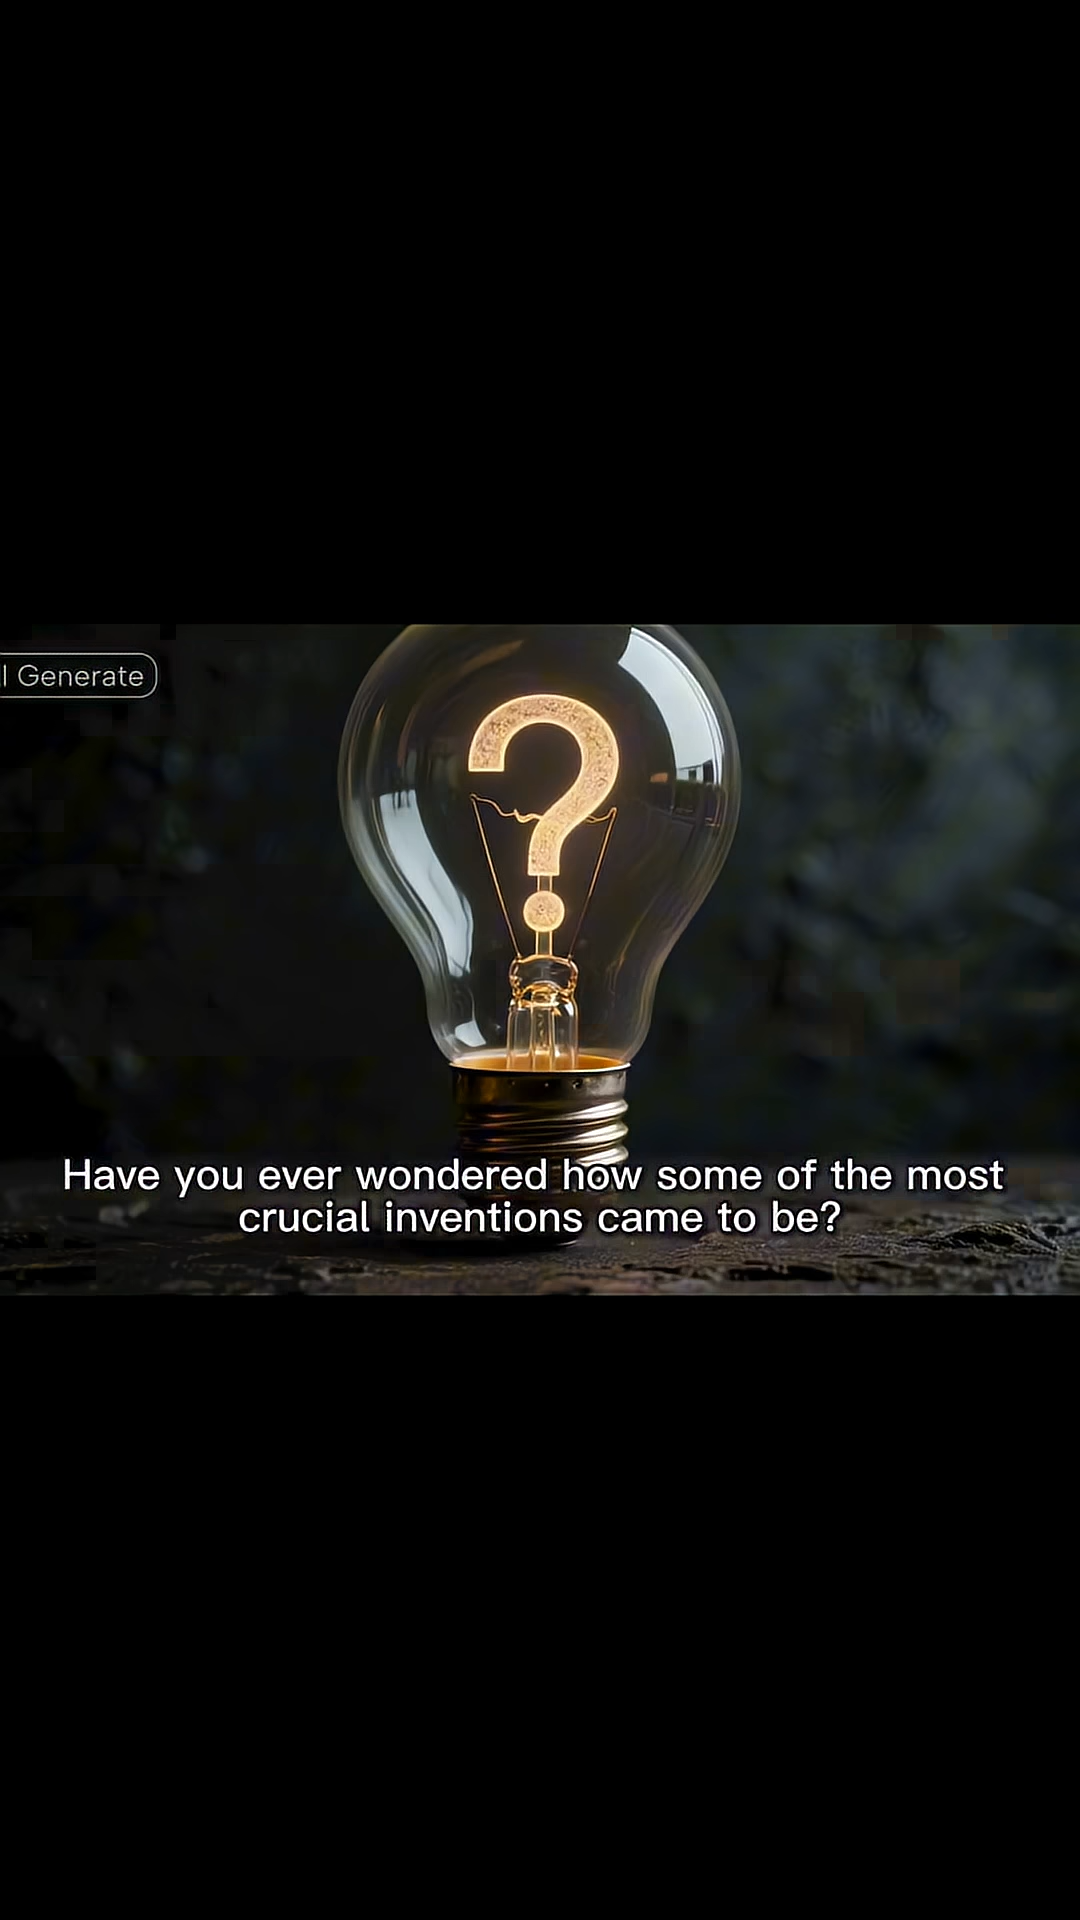 l Generate
Have you ever wondered how some of the most
crucial inventions came to be?